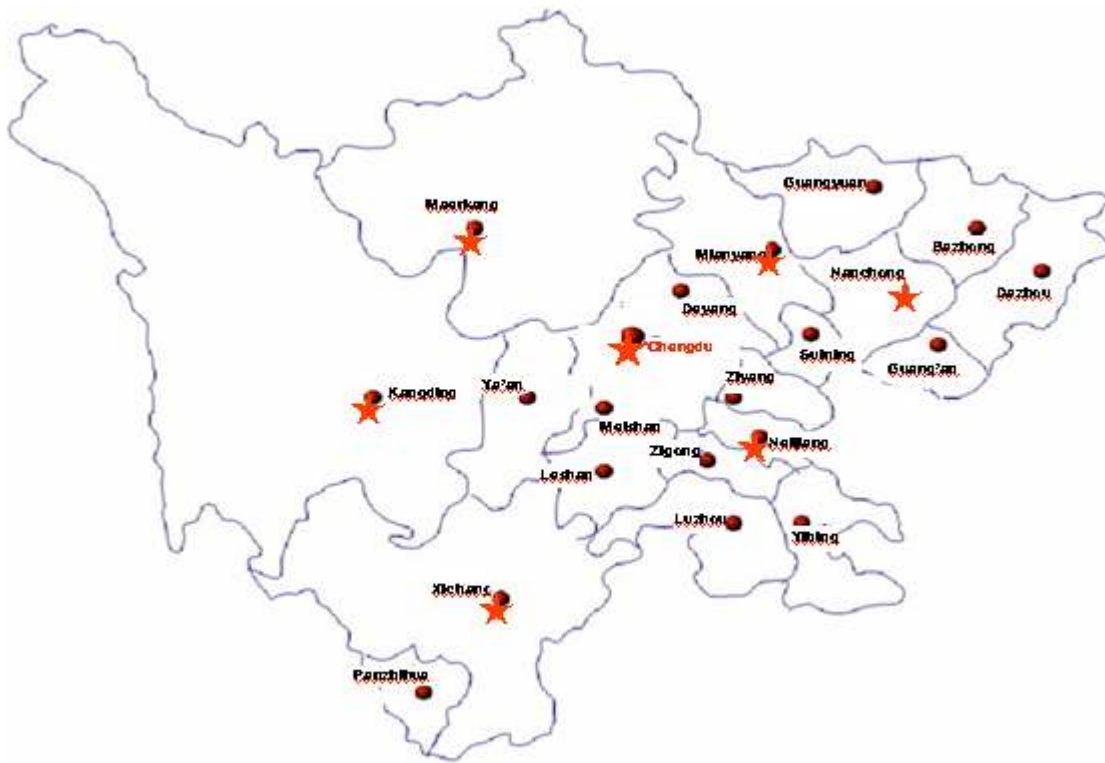 Guangyuan
Maerkang
Bazhong
Mianyang
Nanchong
Dazhou
Deyang
Chengdu
Suining
Guang'an
Ziyang
Ya'an
Kangding
Meishan
Neijiang
Zigong
Leshan
Luzhou
Yibing
Xichang
Panzhihua